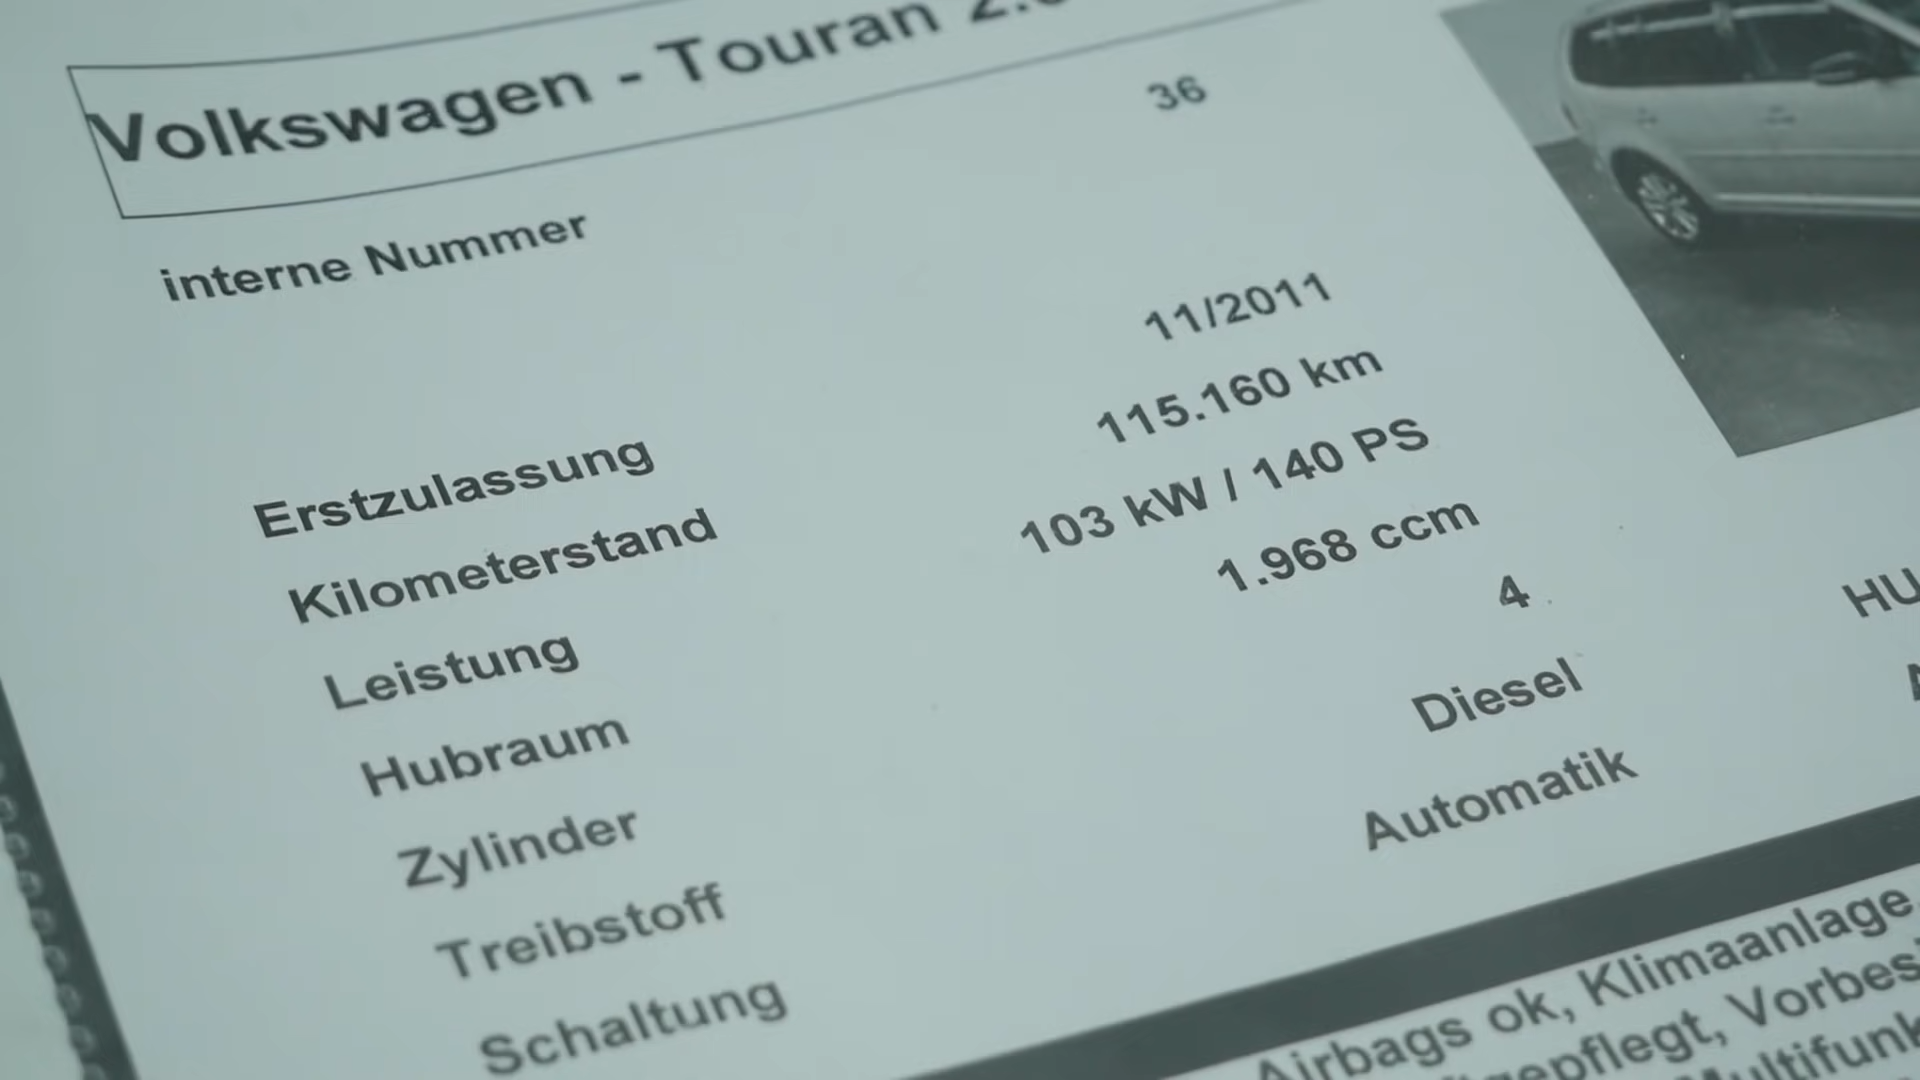 Volkswagen - Touran
interne Nummer 36
Erstzulassung 11/2011
Kilometerstand 115.160 km
Leistung 103 kW / 140 PS
Hubraum 1.968 ccm
Zylinder 4
Treibstoff Diesel
Schaltung Automatik
HU
Airbags ok, Klimaanlage,
gepflegt,